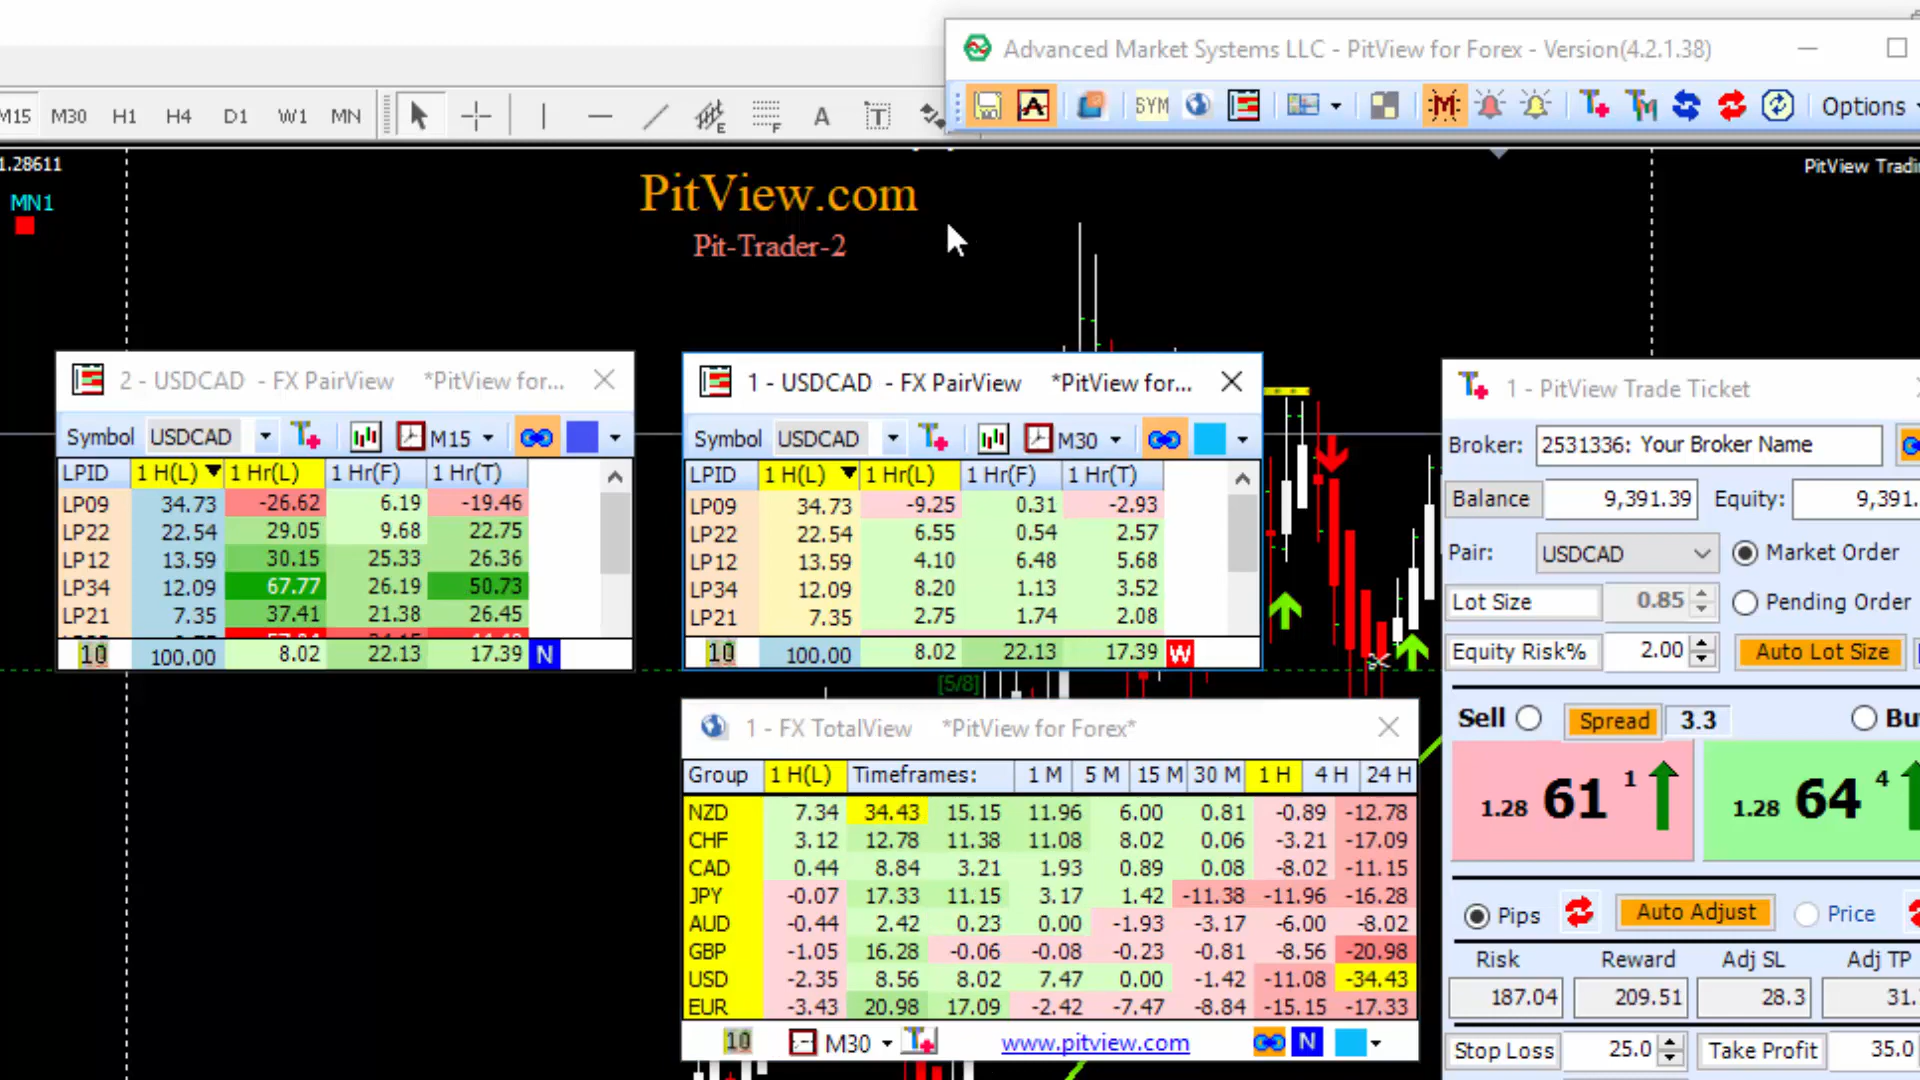 Advanced Market Systems LLC - PitView for Forex - Version(4.2.1.38)
M15 M30 H1 H4 D1 W1 MN E F A T
SYM M Options
1.28611
PitView.com
Pit-Trader-2
MN1
2 - USDCAD - FX PairView *PitView for...
Symbol USDCAD M15
LPID 1 H(L) 1 Hr(L) 1 Hr(F) 1 Hr(T)
LP09 34.73 -26.62 6.19 -19.46
LP22 22.54 29.05 9.68 22.75
LP12 13.59 30.15 25.33 26.36
LP34 12.09 67.77 26.19 50.73
LP21 7.35 37.41 21.38 26.45
10 100.00 8.02 22.13 17.39 N
1 - USDCAD - FX PairView *PitView for...
Symbol USDCAD M30
LPID 1 H(L) 1 Hr(L) 1 Hr(F) 1 Hr(T)
LP09 34.73 -9.25 0.31 -2.93
LP22 22.54 6.55 0.54 2.57
LP12 13.59 4.10 6.48 5.68
LP34 12.09 8.20 1.13 3.52
LP21 7.35 2.75 1.74 2.08
10 100.00 8.02 22.13 17.39 W
[5/8]
1 - FX TotalView *PitView for Forex*
Group 1 H(L) Timeframes: 1 M 5 M 15 M 30 M 1 H 4 H 24 H
NZD 7.34 34.43 15.15 11.96 6.00 0.81 -0.89 -12.78
CHF 3.12 12.78 11.38 11.08 8.02 0.06 -3.21 -17.09
CAD 0.44 8.84 3.21 1.93 0.89 0.08 -8.02 -11.15
JPY -0.07 17.33 11.15 3.17 1.42 -11.38 -11.96 -16.28
AUD -0.44 2.42 0.23 0.00 -1.93 -3.17 -6.00 -8.02
GBP -1.05 16.28 -0.06 -0.08 -0.23 -0.81 -8.56 -20.98
USD -2.35 8.56 8.02 7.47 0.00 -1.42 -11.08 -34.43
EUR -3.43 20.98 17.09 -2.42 -7.47 -8.84 -15.15 -17.33
10 M30 www.pitview.com N
1 - PitView Trade Ticket
Broker: 2531336: Your Broker Name
Balance 9,391.39 Equity: 9,391.
Pair: USDCAD Market Order
Lot Size 0.85 Pending Order
Equity Risk% 2.00 Auto Lot Size
Sell Spread 3.3
1.28 61 1 1.28 64 4
Pips Auto Adjust Price
Risk Reward Adj SL Adj TP
187.04 209.51 28.3 31.
Stop Loss 25.0 Take Profit 35.0